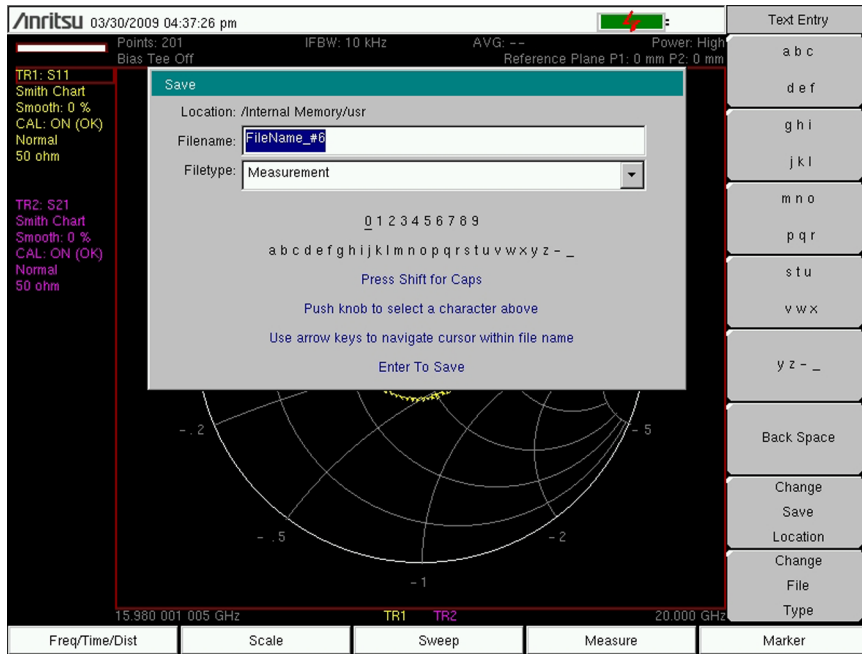 /Inritsu 03/30/2009 04:37:26 pm
Text Entry
Points: 201 IFBW: 10 kHz AVG: -- Power: High
Bias Tee Off Reference Plane P1: 0 mm P2: 0 mm
TR1: S11
Smith Chart
Smooth: 0 %
CAL: ON (OK)
Normal
50 ohm
TR2: S21
Smith Chart
Smooth: 0 %
CAL: ON (OK)
Normal
50 ohm
Save
Location: /Internal Memory/usr
Filename: FileName_#6
Filetype: Measurement
0 1 2 3 4 5 6 7 8 9
a b c d e f g h i j k l m n o p q r s t u v w x y z - _
Press Shift for Caps
Push knob to select a character above
Use arrow keys to navigate cursor within file name
Enter To Save
-.2
-5
-.5
-2
-1
15.980 001 005 GHz TR1 TR2 20.000 GHz
a b c
d e f
g h i
j k l
m n o
p q r
s t u
v w x
y z - _
Back Space
Change
Save
Location
Change
File
Type
Freq/Time/Dist Scale Sweep Measure Marker